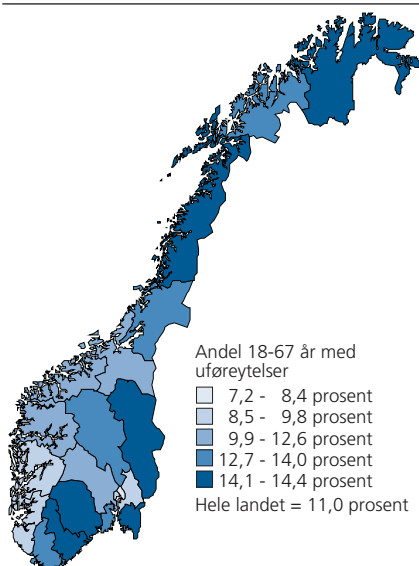 Andel 18-67 år med
uføreytelser
7,2 - 8,4 prosent
8,5 - 9,8 prosent
9,9 - 12,6 prosent
12,7 - 14,0 prosent
14,1 - 14,4 prosent
Hele landet = 11,0 prosent